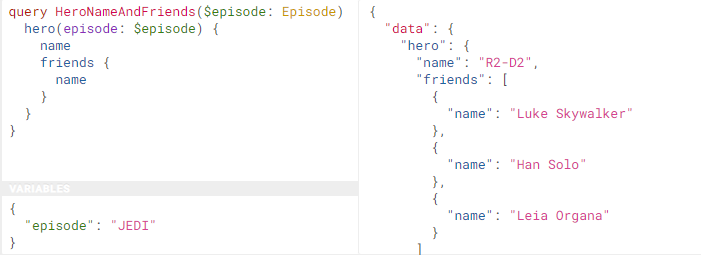 query HeroNameAndFriends($episode: Episode)
hero(episode: $episode) {
name
friends {
name
}
}
}
VARIABLES
{
"episode": "JEDI"
}
{
"data": {
"hero": {
"name": "R2-D2",
"friends": [
{
"name": "Luke Skywalker"
},
{
"name": "Han Solo"
},
{
"name": "Leia Organa"
}
]